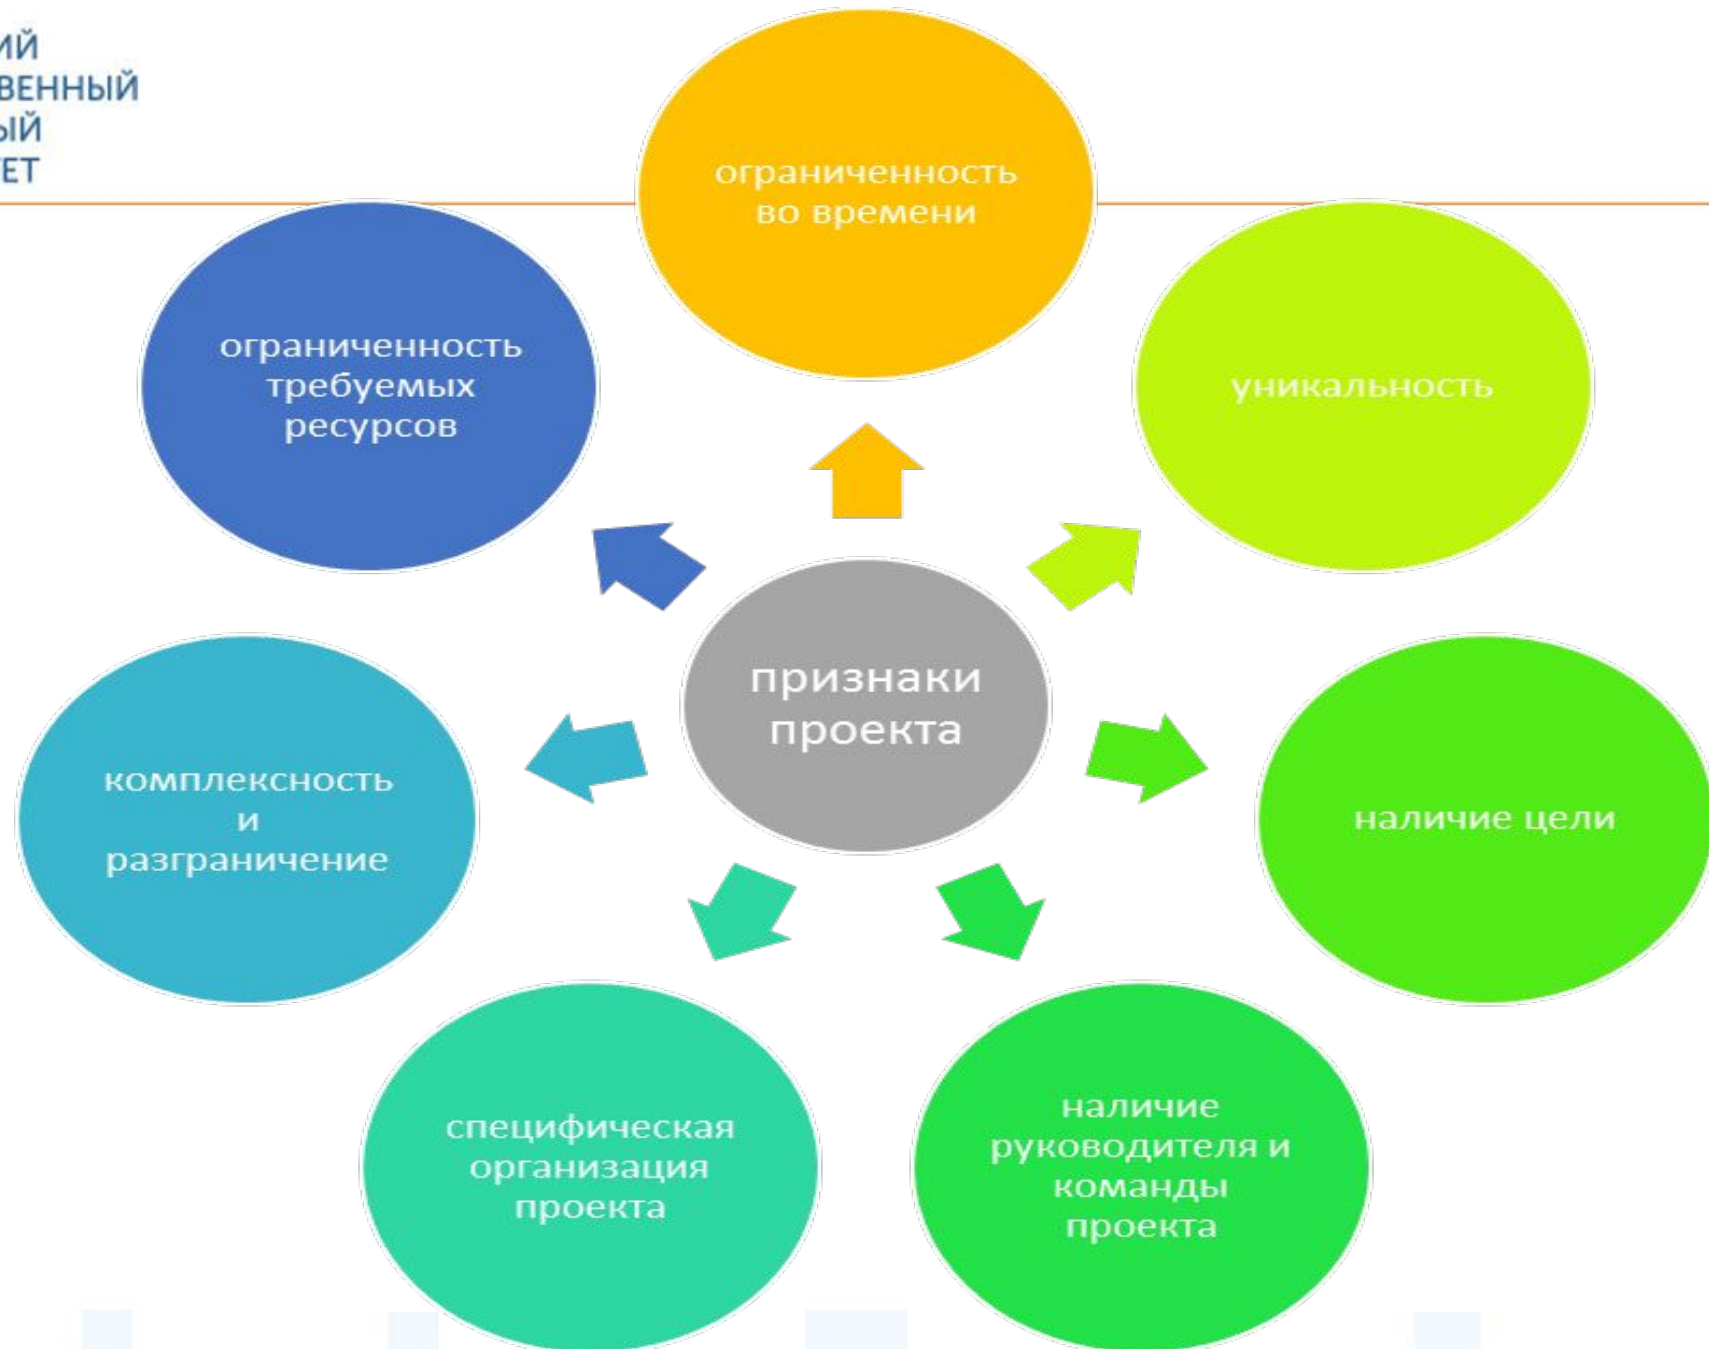 ИЙ
ВЕННЫЙ
ЫЙ
ЕТ
ограниченность
во времени
уникальность
наличие цели
наличие
руководителя и
команды
проекта
специфическая
организация
проекта
комплексность
и
разграничение
ограниченность
требуемых
ресурсов
признаки
проекта